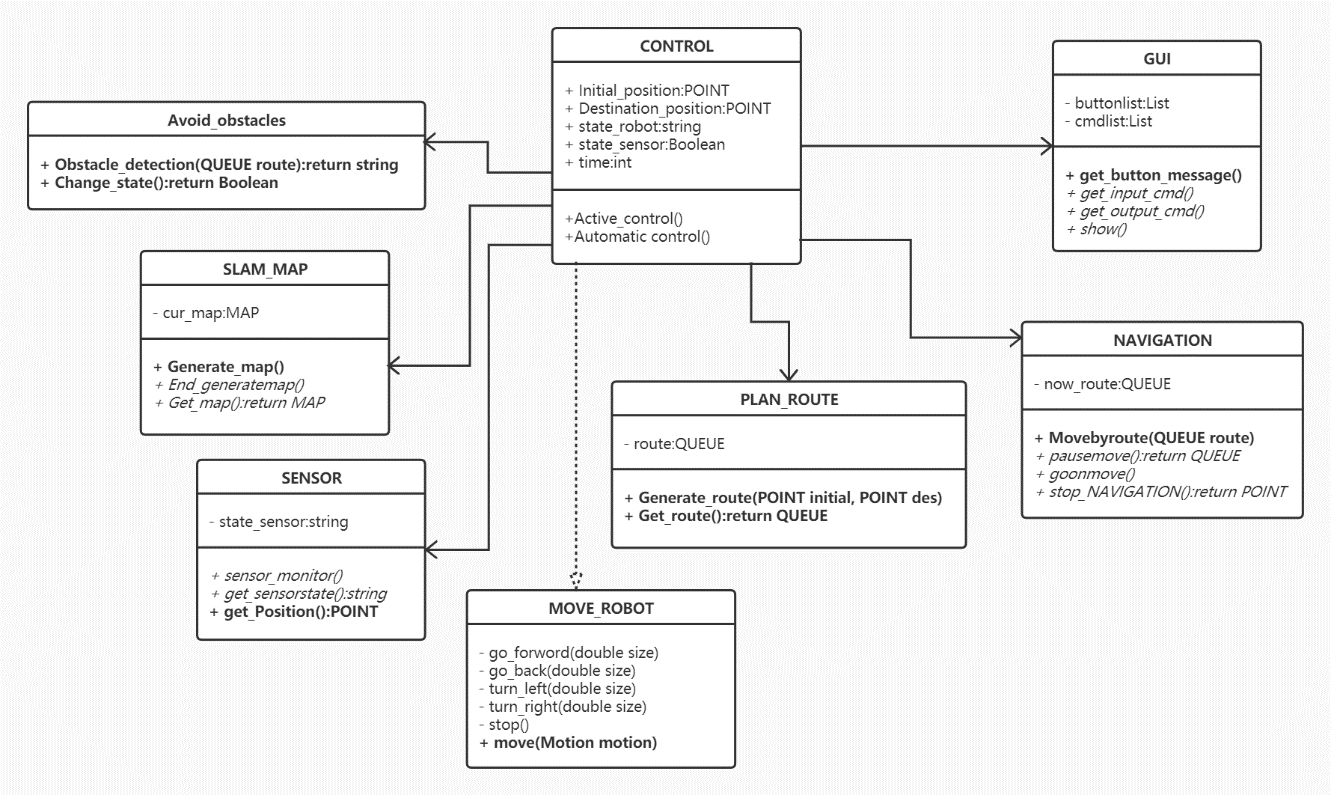 CONTROL
+ Initial_position:POINT
+ Destination_position:POINT
+ state_robot:string
+ state_sensor:Boolean
+ time:int
+Active_control()
+Automatic control()
GUI
- buttonlist:List
- cmdlist:List
+ get_button_message()
+ get_input_cmd()
+ get_output_cmd()
+ show()
Avoid_obstacles
+ Obstacle_detection(QUEUE route):return string
+ Change_state():return Boolean
SLAM_MAP
- cur_map:MAP
+ Generate_map()
+ End_generatemap()
+ Get_map():return MAP
NAVIGATION
- now_route:QUEUE
+ Movebyroute(QUEUE route)
+ pausemove():return QUEUE
+ goonmove()
+ stop_NAVIGATION():return POINT
PLAN_ROUTE
- route:QUEUE
+ Generate_route(POINT initial, POINT des)
+ Get_route():return QUEUE
SENSOR
- state_sensor:string
+ sensor_monitor()
+ get_sensorstate():string
+ get_Position():POINT
MOVE_ROBOT
- go_forword(double size)
- go_back(double size)
- turn_left(double size)
- turn_right(double size)
- stop()
+ move(Motion motion)